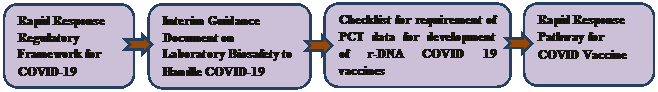 Rapid Response
Regulatory
Framework for
COVID-19
Interim Guidance
Document on
Laboratory Biosafety to
Handle COVID-19
Checklist for requirement of
PCT data for development
of r-DNA COVID 19
vaccines
Rapid Response
Pathway for
COVID Vaccine